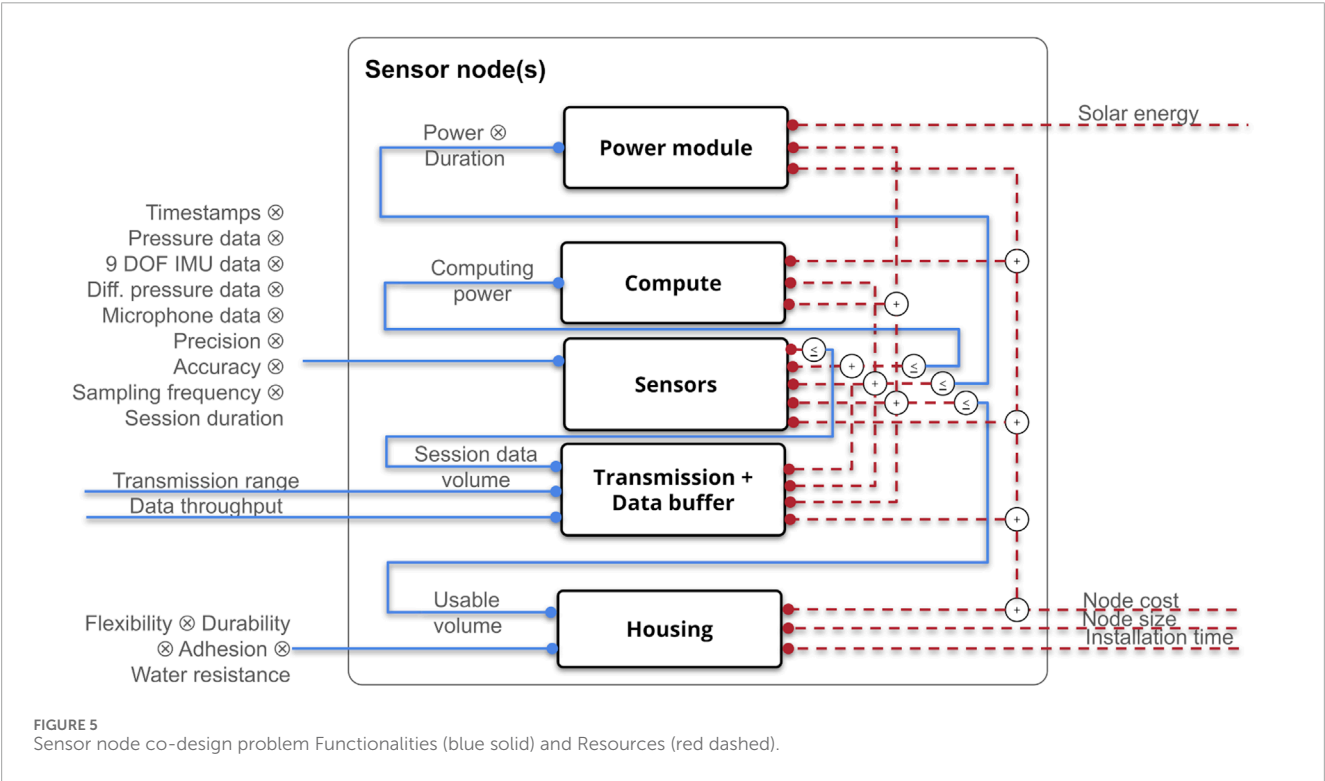 Sensor node(s)
Power ⊗
Duration
Power module
Solar energy
Timestamps ⊗
Pressure data ⊗
9 DOF IMU data ⊗
Diff. pressure data ⊗
Microphone data ⊗
Precision ⊗
Accuracy ⊗
Sampling frequency ⊗
Session duration
+
Computing
power
Compute
+
Sensors
≤
+
≤
+
≤
+
≤
+
Session data
volume
Transmission range
Data throughput
Transmission +
Data buffer
+
Usable
volume
Flexibility ⊗ Durability
⊗ Adhesion ⊗
Water resistance
Housing
+
Node cost
Node size
Installation time
FIGURE 5
Sensor node co-design problem Functionalities (blue solid) and Resources (red dashed).